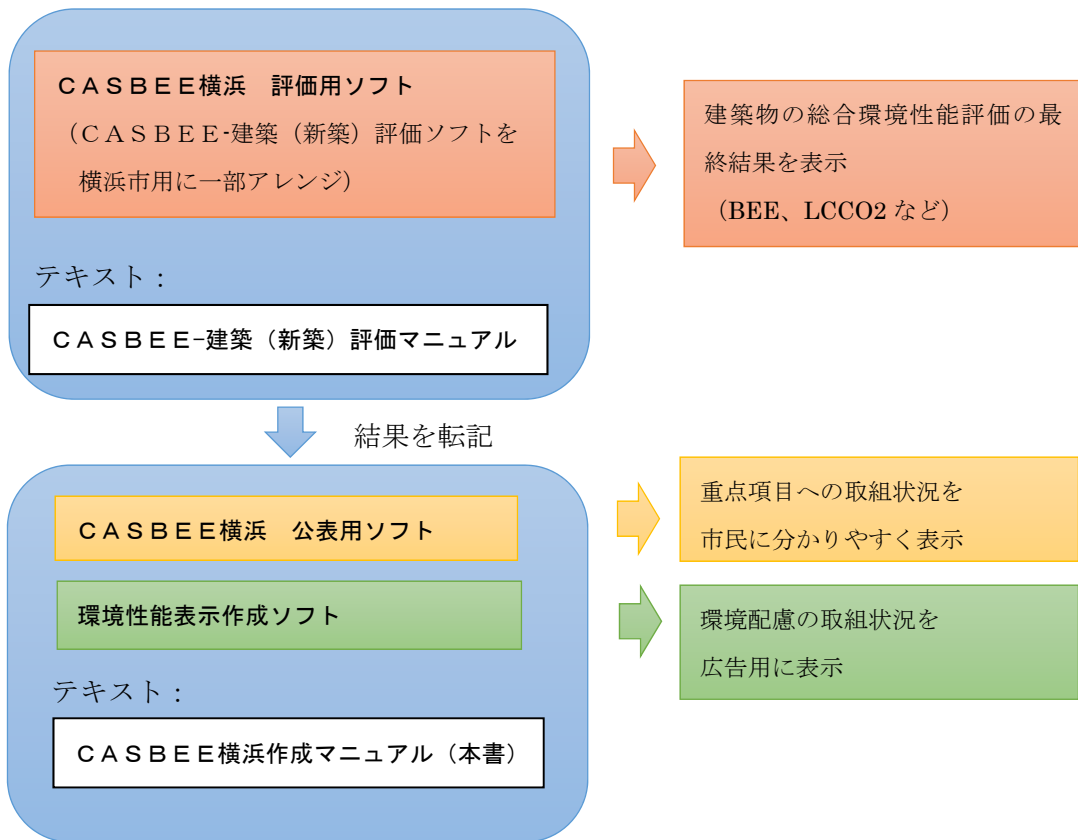 ＣＡＳＢＥＥ横浜　評価用ソフト
（ＣＡＳＢＥＥ-建築（新築）評価ソフトを
横浜市用に一部アレンジ）
建築物の総合環境性能評価の最
終結果を表示
（BEE、LCCO2 など）
テキスト：
ＣＡＳＢＥＥ-建築（新築）評価マニュアル
結果を転記
ＣＡＳＢＥＥ横浜　公表用ソフト
重点項目への取組状況を
市民に分かりやすく表示
環境性能表示作成ソフト
環境配慮の取組状況を
広告用に表示
テキスト：
ＣＡＳＢＥＥ横浜作成マニュアル（本書）